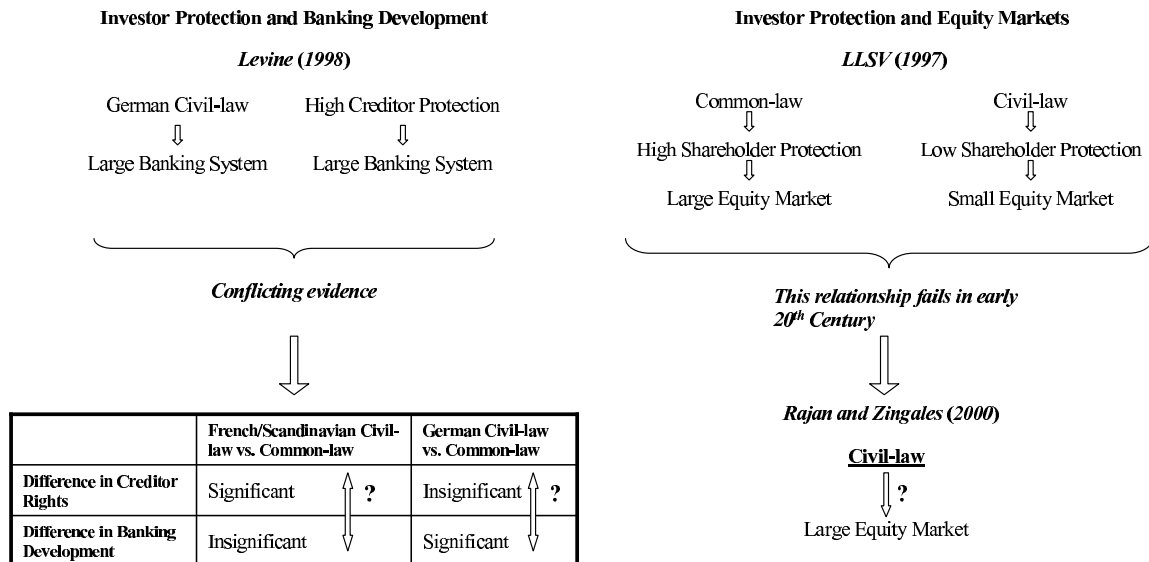 Investor Protection and Banking Development
Levine (1998)
German Civil-law
High Creditor Protection
Large Banking System
Large Banking System
Conflicting evidence
French/Scandinavian Civil-
law vs. Common-law
German Civil-law
vs. Common-law
Difference in Creditor
Rights
Significant
?
Insignificant
?
Difference in Banking
Development
Insignificant
Significant
Investor Protection and Equity Markets
LLSV (1997)
Common-law
Civil-law
High Shareholder Protection
Low Shareholder Protection
Large Equity Market
Small Equity Market
This relationship fails in early
20th Century
Rajan and Zingales (2000)
Civil-law
?
Large Equity Market